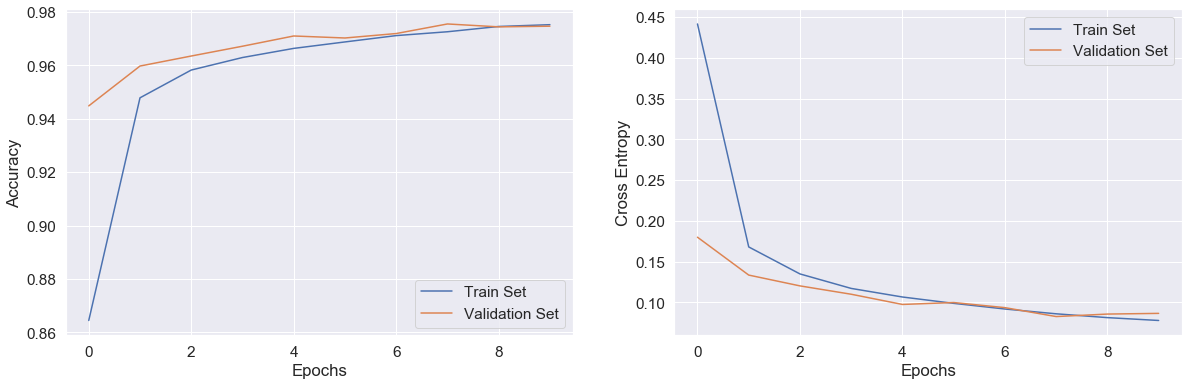 0.98
0.96
0.94
0.92
0.90
0.88
0.86
Accuracy
0 2 4 6 8
Epochs
Train Set
Validation Set
0.45
0.40
0.35
0.30
0.25
0.20
0.15
0.10
Cross Entropy
0 2 4 6 8
Epochs
Train Set
Validation Set